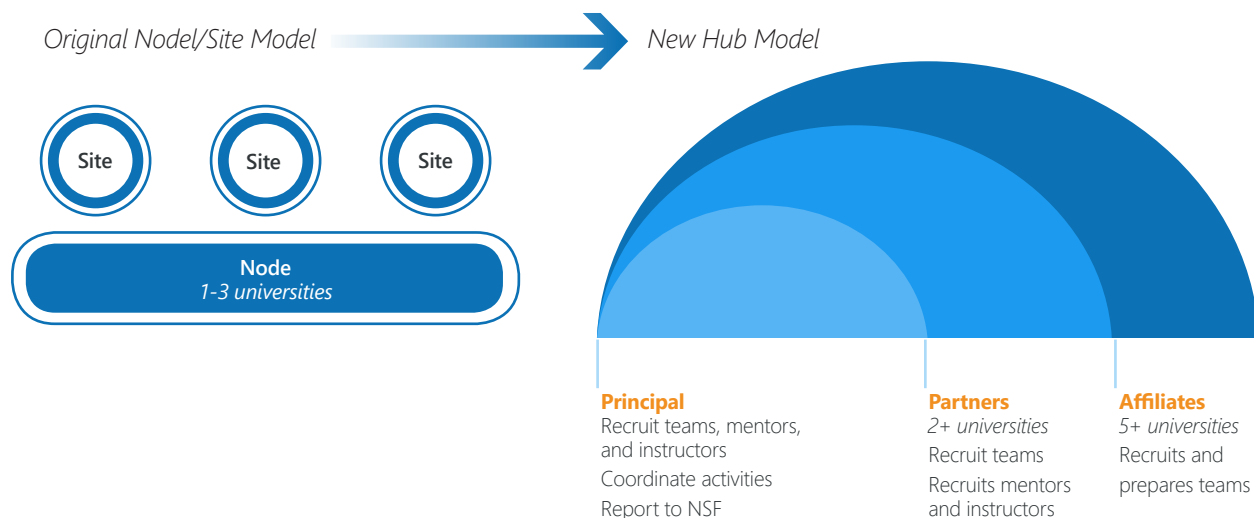 Original Nodel/Site Model
New Hub Model
Site
Site
Site
Node
1-3 universities
Principal
Recruit teams, mentors,
and instructors
Coordinate activities
Report to NSF
Partners
2+ universities
Recruit teams
Recruits mentors
and instructors
Affiliates
5+ universities
Recruits and
prepares teams